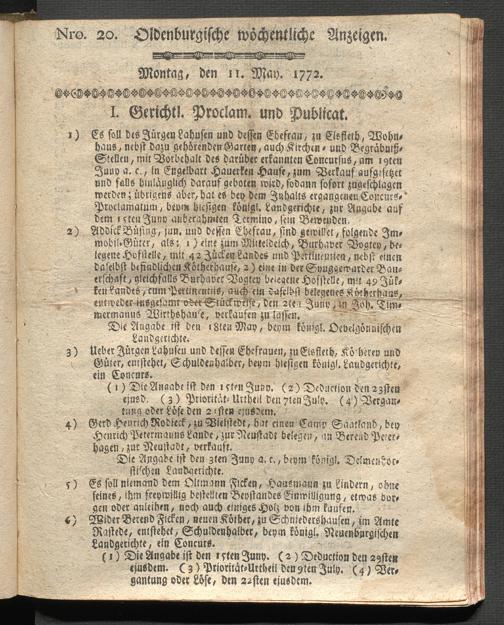 Nro. 20. Oldenburgische wöchentliche Anzeigen.
Montag, den 11. May. 1772.
I. Gerichtl. Proclam. und Publicat.
1) Es soll des Jürgen Lahusen und dessen Ehefrau, zu Elsfleth, Wohn-
haus, nebst dazu gehörenden Garten, auch Kirchen- und Begräbniß-
Stellen, mit Vorbehalt des darüber erkannten Concursus, am 19ten
Juny a. c., in Engelbart Hauerken Hause, zum Verkauf aufgesetzet
und falls hinlänglich darauf geboten wird, sodann sofort zugeschlagen
werden; übrigens aber, hat es bey dem Inhalts ergangenen Concurs-
Proclamatum, beym hiesigen königl. Landgerichte, zur Angabe auf
dem 15ten Juny anberahmten Termino, sein Bewenden.
2) Addick Büsing, jun. und dessen Ehefrau, sind gewillet, folgende Im-
mobil-Güter, als: 1) eine zum Mitteldeich, Burhaver Vogtey, be-
legene Hofstelle, mit 42 Jücken Landes und Pertinentien, nebst einen
daselbst befindlichen Kötherhause, 2) eine in der Syuggewarder Bau-
erschaft, gleichfalls Burhaver Vogtey belegene Hofstelle, mit 49 Jük-
ken Landes, cum Pertinentiis, auch ein daselbst belegenes Kötherhaus,
entweder insgesamt oder Stückweise, den 2ten Juny, in Joh. Tim-
mermanns Wirthshause, verkaufen zu lassen.
Die Angabe ist den 18ten May, beym königl. Oevelgönnischen
Landgerichte.
3) Ueber Jürgen Lahusen und dessen Ehefrauen, zu Elsfleth, Kötherey und
Güter, entstehet, Schuldenhalber, beym hiesigen königl. Landgerichte,
ein Concurs.
(1) Die Angabe ist den 15ten Juny. (2) Deduction den 23sten
ejusd. (3) Priorität-Urtheil den 7ten July. (4) Vergan-
tung oder Löse den 21sten ejusdem.
4) Gerd Henrich Rodieck, zu Wielstedt, hat einen Camp Saatland, bey
Henrich Petermanns Lande, zur Neustadt belegen, an Berend Peter-
hagen, zur Neustadt, verkauft.
Die Angabe ist den 3ten Juny a. c., beym königl. Delmenhor-
stischen Landgerichte.
5) Es soll niemand dem Oltmann Ficken, Hausmann zu Lindern, ohne
seines, ihm freywillig bestellten Beystandes Einwilligung, etwas bor-
gen oder anleihen, noch auch einiges Holz von ihm kaufen.
6) Wider Berend Ficken, neuen Köther, zu Schniedershausen, im Amte
Rastede, entstehet, Schuldenhalber, beym königl. Neuenburgischen
Landgerichte, ein Concurs.
(1) Die Angabe ist den 15ten Juny. (2) Deduction den 29sten
ejusdem. (3) Priorität-Urtheil den 9ten July. (4) Ver-
gantung oder Löse, den 22sten ejusdem.